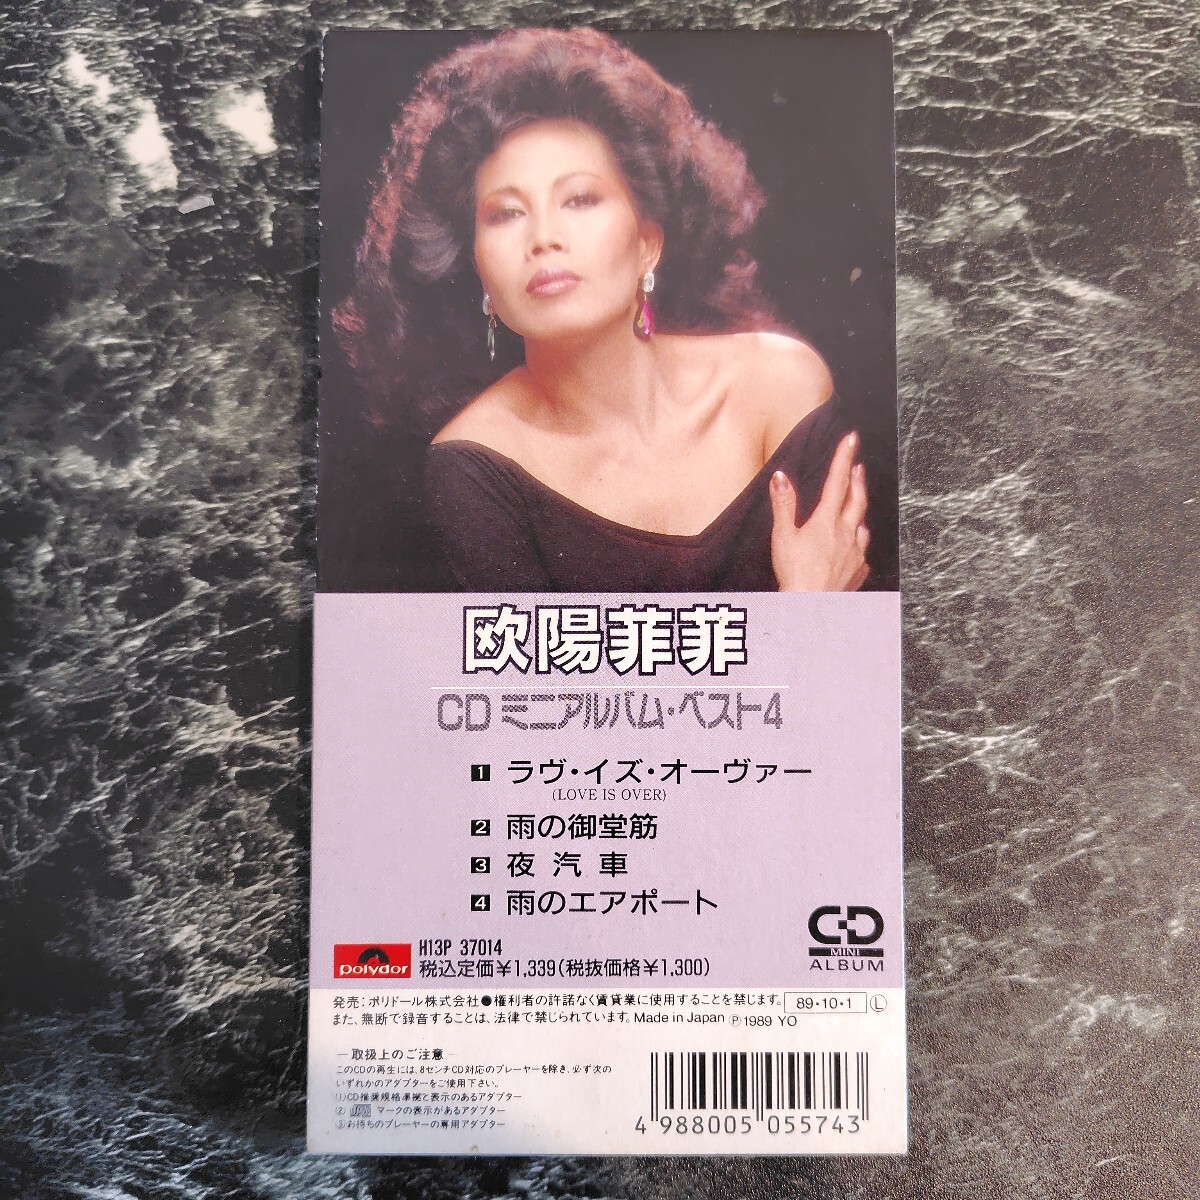 欧陽菲菲
CDミニアルバム・ベスト4
1 ラヴ・イズ・オーヴァー
(LOVE IS OVER)
2 雨の御堂筋
3 夜汽車
4 雨のエアポート
CD
MINI
ALBUM
polydor
H13P 37014
税込定価¥1,339(税抜価格¥1,300)
発売：ポリドール株式会社●権利者の許諾なく賃貸業に使用することを禁じます。 89・10・1 Ⓛ
また、無断で録音することは、法律で禁じられています。Made in Japan Ⓟ 1989 YO
―取扱上のご注意―
このCDの再生には、8センチCD対応のプレーヤーを除き、必ず次の
いずれかのアダプターをご使用下さい。
①CD推奨規格準拠と表示のあるアダプター
② マークの表示があるアダプター
③お持ちのプレーヤーの専用アダプター
4 988005 055743